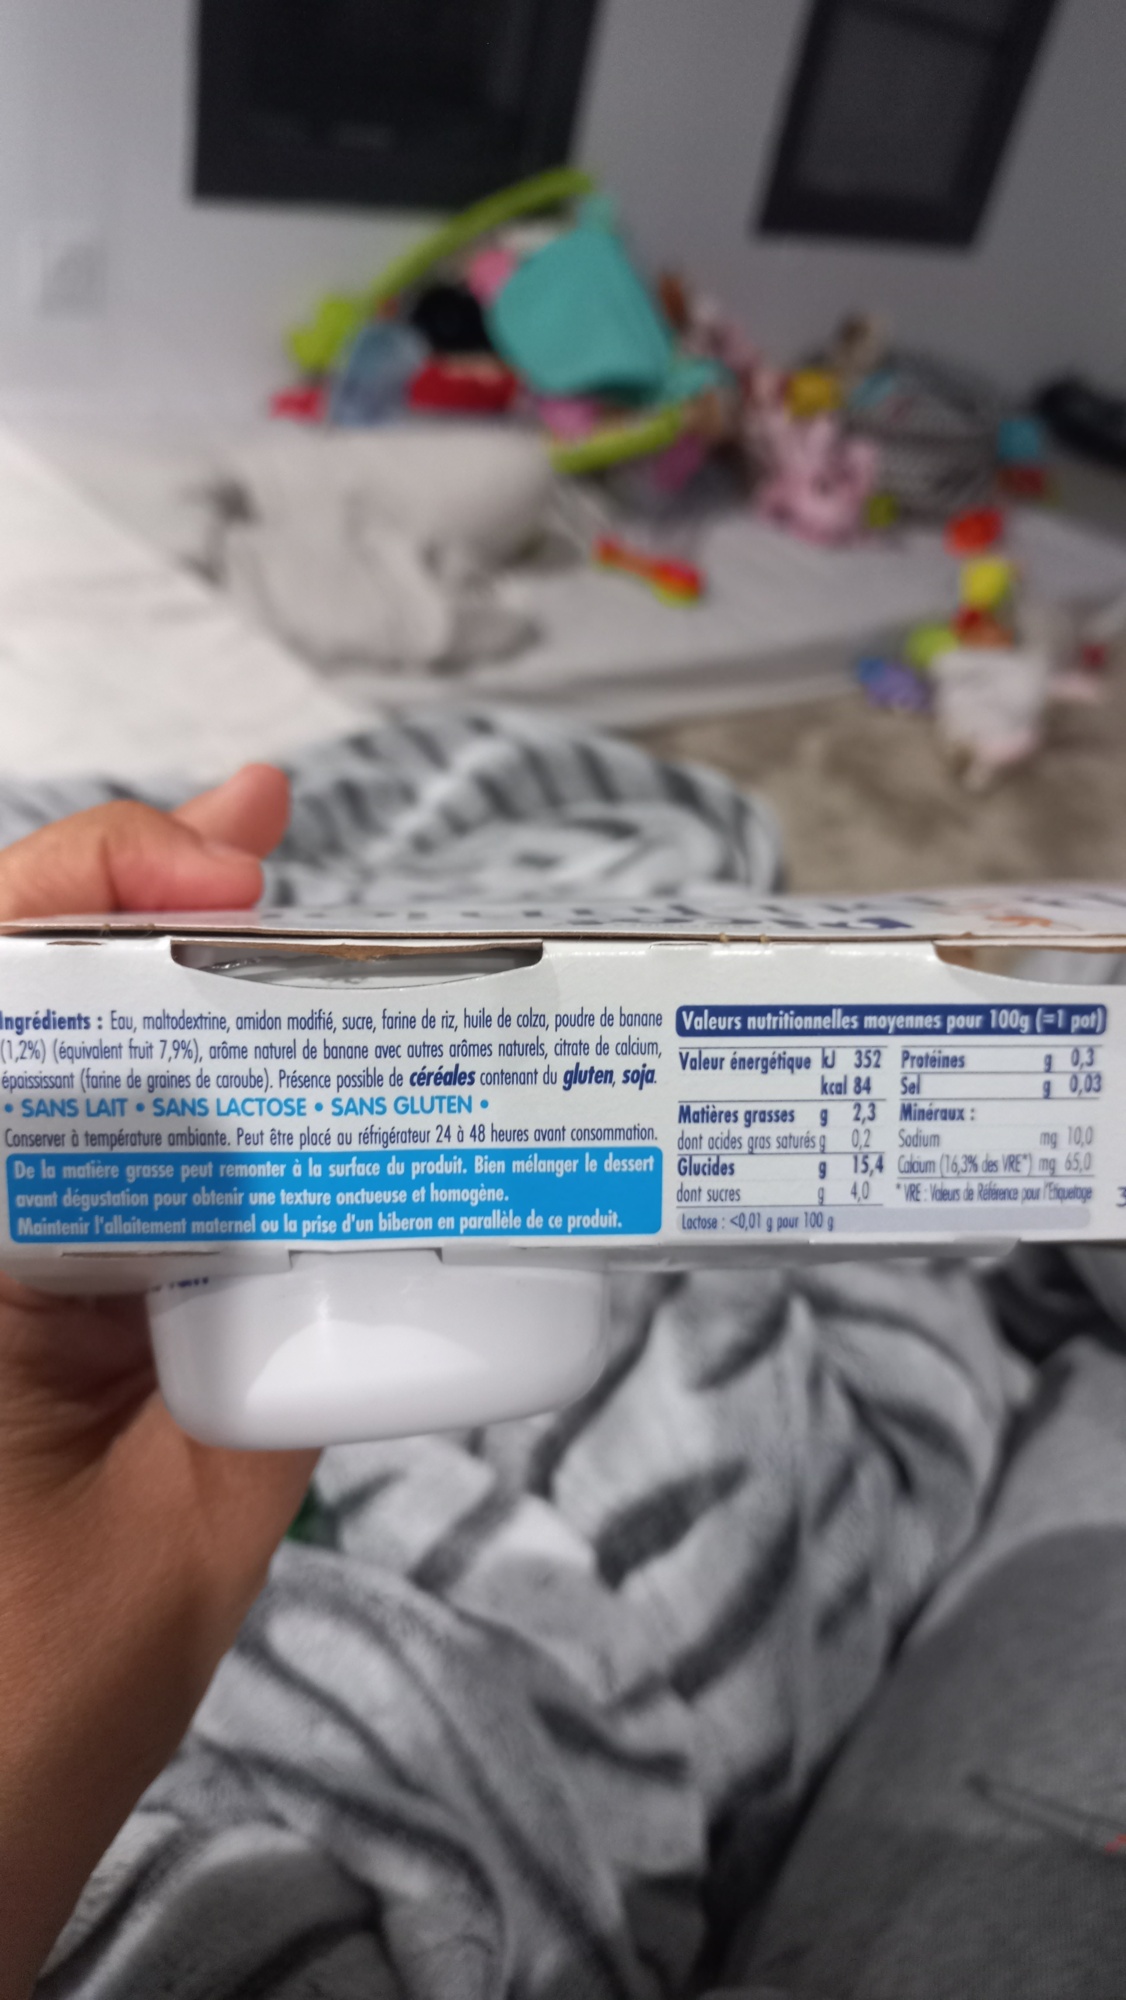 Ingrédients : Eau, maltodextrine, amidon modifié, sucre, farine de riz, huile de colza, poudre de banane
(1,2%) (équivalent fruit 7,9%), arôme naturel de banane avec autres arômes naturels, citrate de calcium,
épaississant (farine de graines de caroube). Présence possible de céréales contenant du gluten, soja.
• SANS LAIT • SANS LACTOSE • SANS GLUTEN •
Conserver à température ambiante. Peut être placé au réfrigérateur 24 à 48 heures avant consommation.
De la matière grasse peut remonter à la surface du produit. Bien mélanger le dessert
avant dégustation pour obtenir une texture onctueuse et homogène.
Maintenir l'allaitement maternel ou la prise d'un biberon en parallèle de ce produit.
Valeurs nutritionnelles moyennes pour 100g (=1 pot)
Valeur énergétique kJ 352
kcal 84
Matières grasses g 2,3
dont acides gras saturés g 0,2
Glucides g 15,4
dont sucres g 4,0
Protéines g 0,3
Sel g 0,03
Minéraux :
Sodium mg 10,0
Calcium (16,3% des VRE*) mg 65,0
*VRE : Valeurs de Référence pour l'Etiquetage
Lactose : <0,01 g pour 100 g